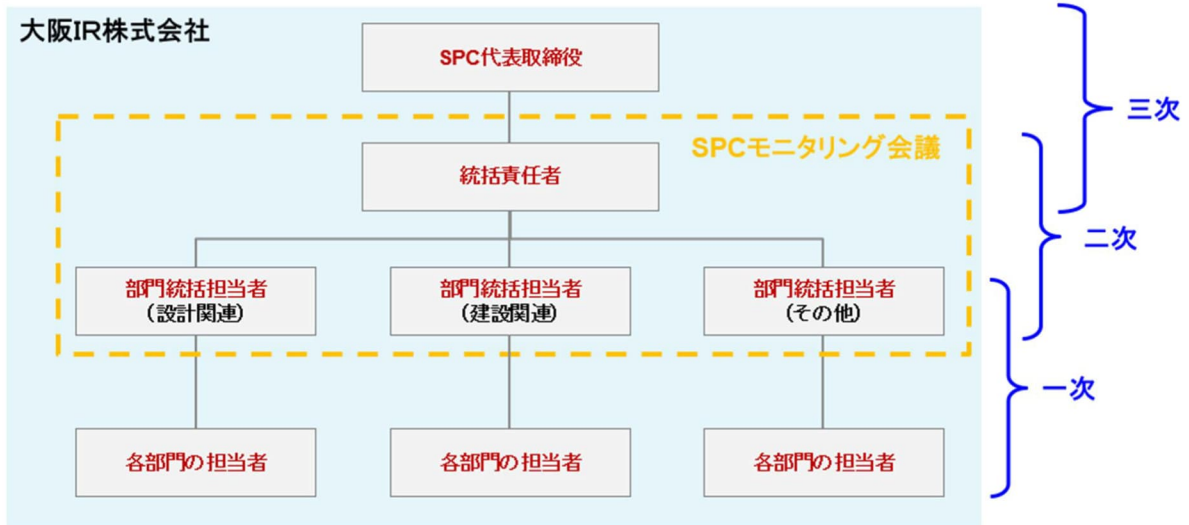 大阪IR株式会社
SPC代表取締役
三次
SPCモニタリング会議
統括責任者
二次
部門統括担当者
(設計関連)
部門統括担当者
(建設関連)
部門統括担当者
(その他)
一次
各部門の担当者
各部門の担当者
各部門の担当者